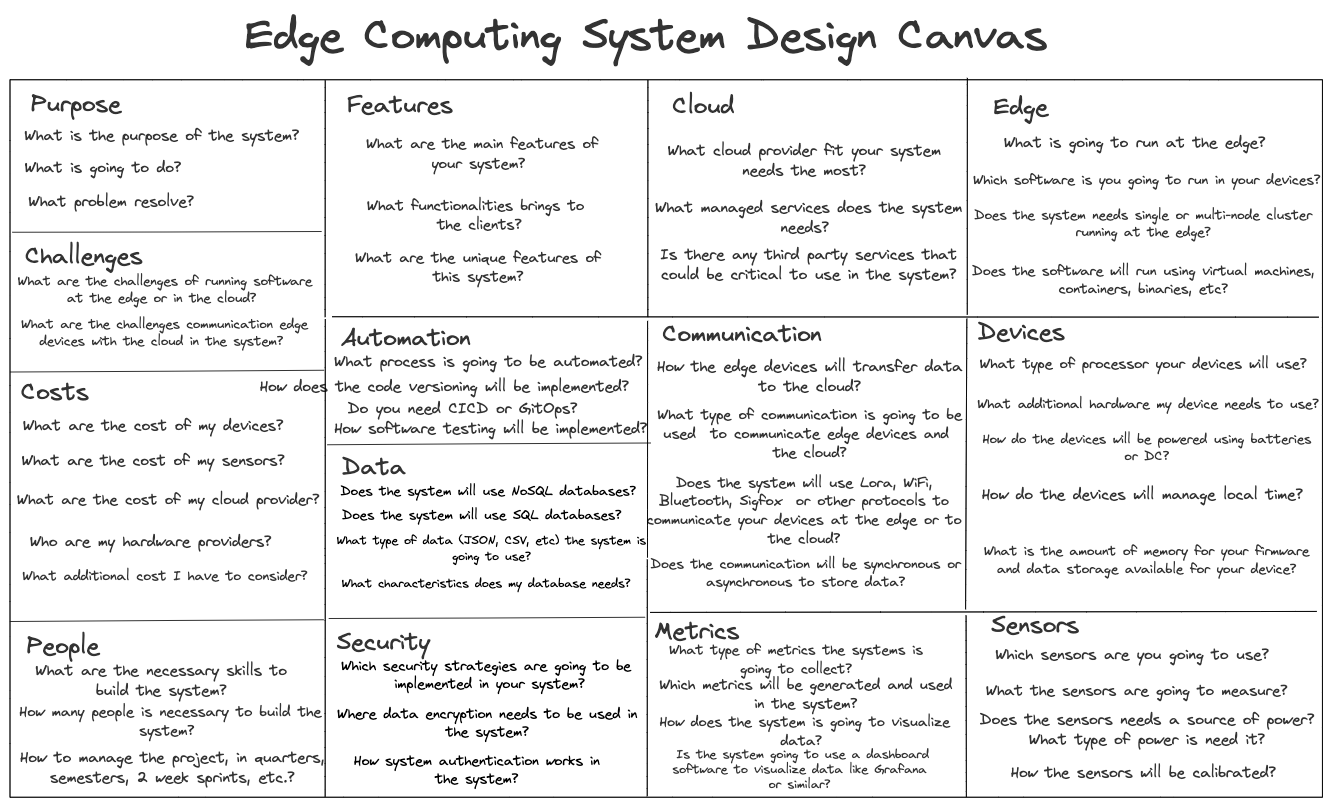 Edge Computing System Design Canvas
Purpose
What is the purpose of the system?
What is going to do?
What problem resolve?
Challenges
What are the challenges of running software
at the edge or in the cloud?
What are the challenges communication edge
devices with the cloud in the system?
Costs
What are the cost of my devices?
What are the cost of my sensors?
What are the cost of my cloud provider?
Who are my hardware providers?
What additional cost I have to consider?
People
What are the necessary skills to
build the system?
How many people is necessary to build the
system?
How to manage the project, in quarters,
semesters, 2 week sprints, etc.?
Features
What are the main features of
your system?
What functionalities brings to
the clients?
What are the unique features of
this system?
Automation
What process is going to be automated?
How does the code versioning will be implemented?
Do you need CICD or GitOps?
How software testing will be implemented?
Data
Does the system will use NoSQL databases?
Does the system will use SQL databases?
What type of data (JSON, CSV, etc) the system is
going to use?
What characteristics does my database needs?
Security
Which security strategies are going to be
implemented in your system?
Where data encryption needs to be used in
the system?
How system authentication works in
the system?
Cloud
What cloud provider fit your system
needs the most?
What managed services does the system
needs?
Is there any third party services that
could be critical to use in the system?
Communication
How the edge devices will transfer data
to the cloud?
What type of communication is going to be
used to communicate edge devices and
the cloud?
Does the system will use Lora, WiFi,
Bluetooth, Sigfox or other protocols to
communicate your devices at the edge or to
the cloud?
Does the communication will be synchronous or
asynchronous to store data?
Metrics
What type of metrics the systems is
going to collect?
Which metrics will be generated and used
in the system?
How does the system is going to visualize
data?
Is the system going to use a dashboard
software to visualize data like Grafana
or similar?
Edge
What is going to run at the edge?
Which software is you going to run in your devices?
Does the system needs single or multi-node cluster
running at the edge?
Does the software will run using virtual machines,
containers, binaries, etc?
Devices
What type of processor your devices will use?
What additional hardware my device needs to use?
How do the devices will be powered using batteries
or DC?
How do the devices will manage local time?
What is the amount of memory for your firmware
and data storage available for your device?
Sensors
Which sensors are you going to use?
What the sensors are going to measure?
Does the sensors needs a source of power?
What type of power is need it?
How the sensors will be calibrated?